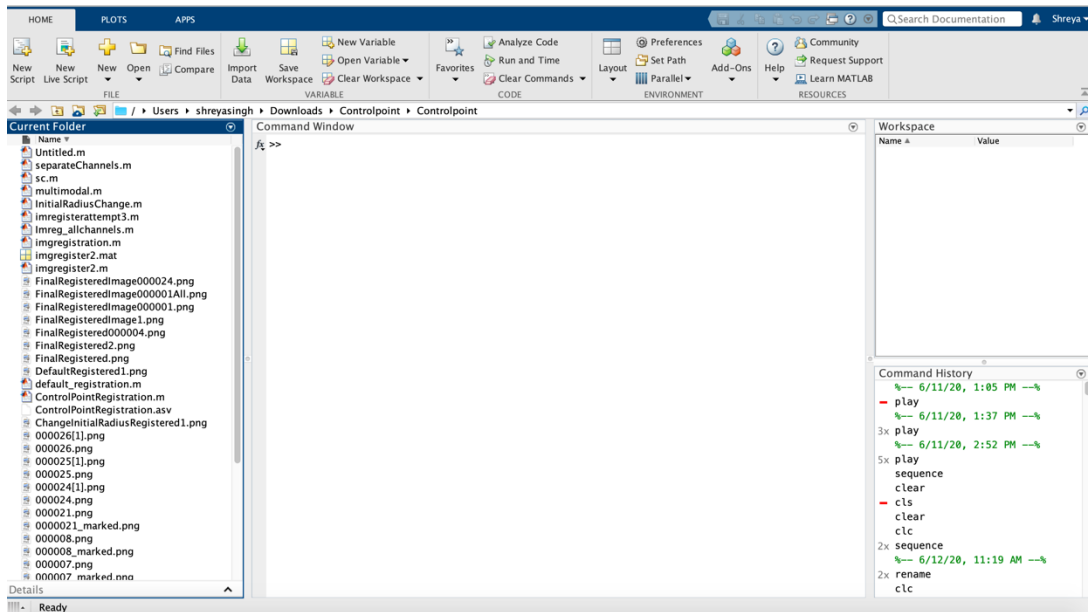 HOME PLOTS APPS
Search Documentation Shreya
New Script
New Live Script
New
Open
Find Files
Compare
Import Data
Save Workspace
New Variable
Open Variable
Clear Workspace
Favorites
Analyze Code
Run and Time
Clear Commands
Layout
Preferences
Set Path
Parallel
Add-Ons
Help
Community
Request Support
Learn MATLAB
FILE VARIABLE CODE ENVIRONMENT RESOURCES
/ Users shreyasingh Downloads Controlpoint Controlpoint
Current Folder
Name
Untitled.m
separateChannels.m
sc.m
multimodal.m
InitialRadiusChange.m
imregisterattempt3.m
Imreg_allchannels.m
imgregistration.m
imgregister2.mat
imgregister2.m
FinalRegisteredImage000024.png
FinalRegisteredImage000001All.png
FinalRegisteredImage000001.png
FinalRegisteredImage1.png
FinalRegistered000004.png
FinalRegistered2.png
FinalRegistered.png
DefaultRegistered1.png
default_registration.m
ControlPointRegistration.m
ControlPointRegistration.asv
ChangeInitialRadiusRegistered1.png
000026[1].png
000026.png
000025[1].png
000025.png
000024[1].png
000024.png
0000021.png
0000021_marked.png
000008.png
000008_marked.png
000007.png
000007_marked.png
Details
Command Window
fx >>
Workspace
Name Value
Command History
%-- 6/11/20, 1:05 PM --%
play
%-- 6/11/20, 1:37 PM --%
3x play
%-- 6/11/20, 2:52 PM --%
5x play
sequence
clear
cls
clear
clc
2x sequence
%-- 6/12/20, 11:19 AM --%
2x rename
clc
Ready